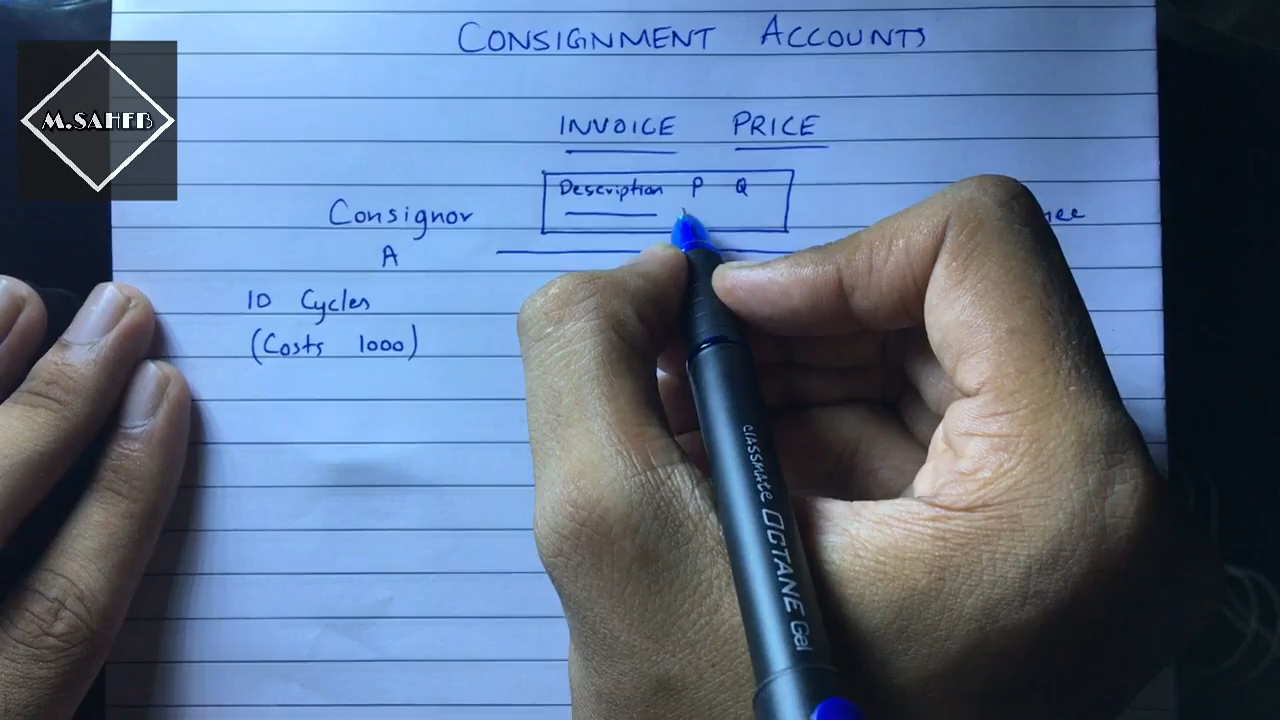 CONSIGNMENT ACCOUNTS
M.SAHEB
INVOICE PRICE
Description P Q
Consignor
A
10 Cycles
(Costs 1000)
classmate OCTANE Gel